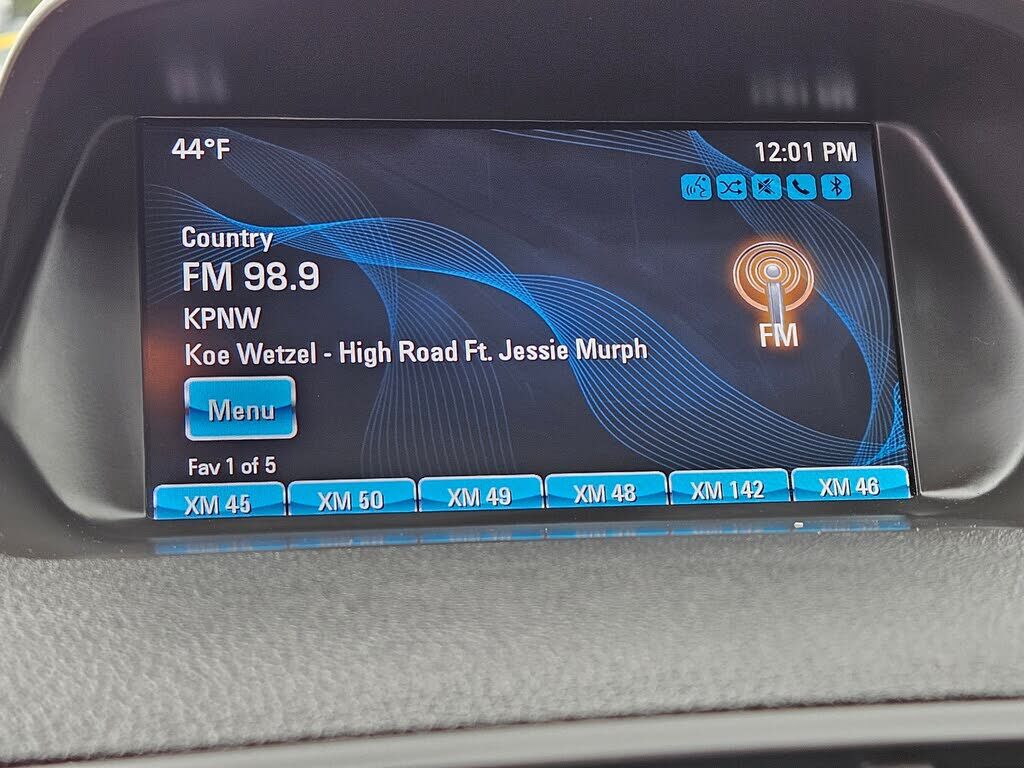 44°F
12:01 PM
Country
FM 98.9
KPNW
Koe Wetzel - High Road Ft. Jessie Murph
FM
Menu
Fav 1 of 5
XM 45 XM 50 XM 49 XM 48 XM 142 XM 46